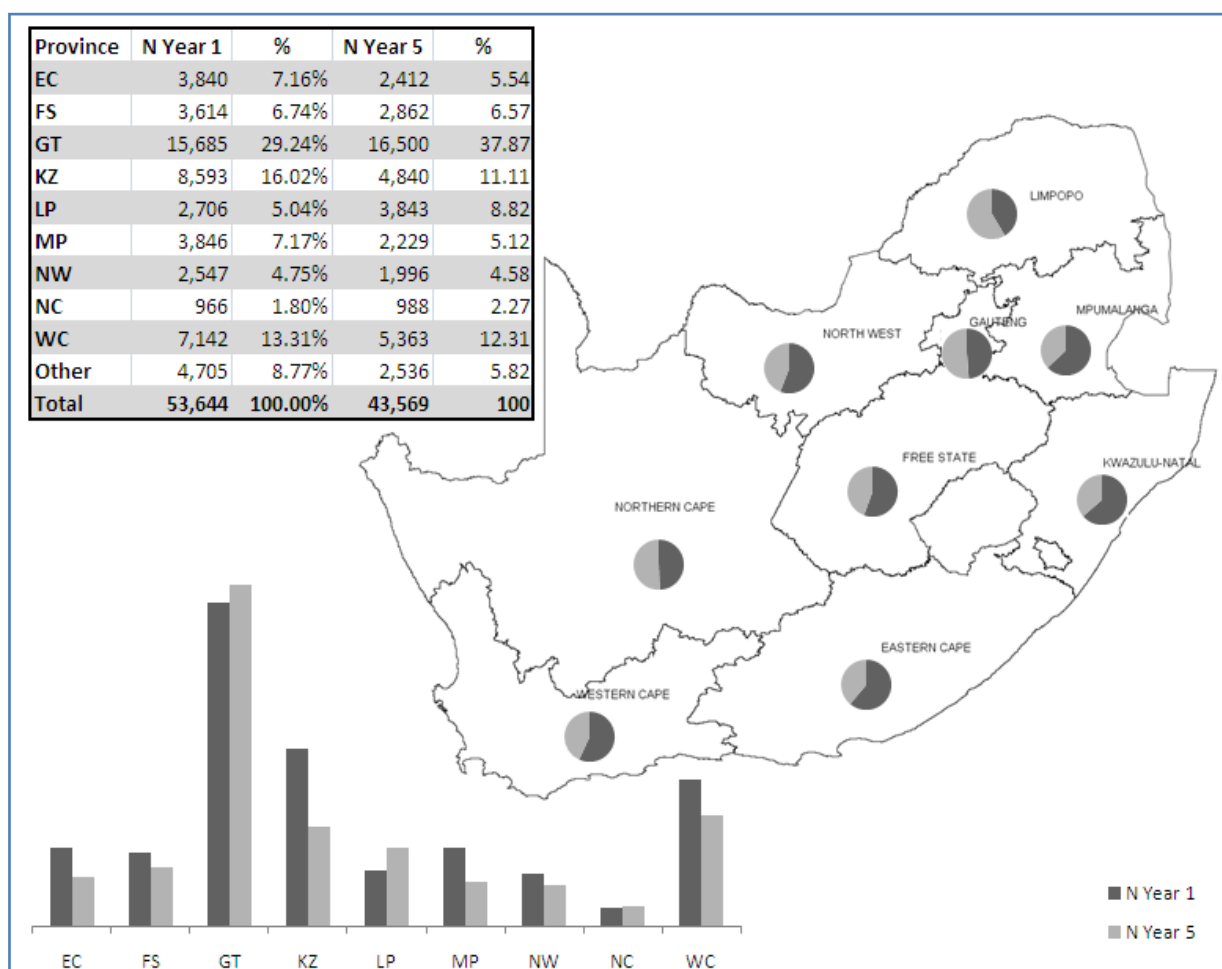 Province N Year 1 % N Year 5 %
EC 3,840 7.16% 2,412 5.54
FS 3,614 6.74% 2,862 6.57
GT 15,685 29.24% 16,500 37.87
KZ 8,593 16.02% 4,840 11.11
LP 2,706 5.04% 3,843 8.82
MP 3,846 7.17% 2,229 5.12
NW 2,547 4.75% 1,996 4.58
NC 966 1.80% 988 2.27
WC 7,142 13.31% 5,363 12.31
Other 4,705 8.77% 2,536 5.82
Total 53,644 100.00% 43,569 100
LIMPOPO
MPUMALANGA
GAUTENG
NORTH WEST
FREE STATE
KWAZULU-NATAL
NORTHERN CAPE
EASTERN CAPE
WESTERN CAPE
N Year 1
N Year 5
EC FS GT KZ LP MP NW NC WC